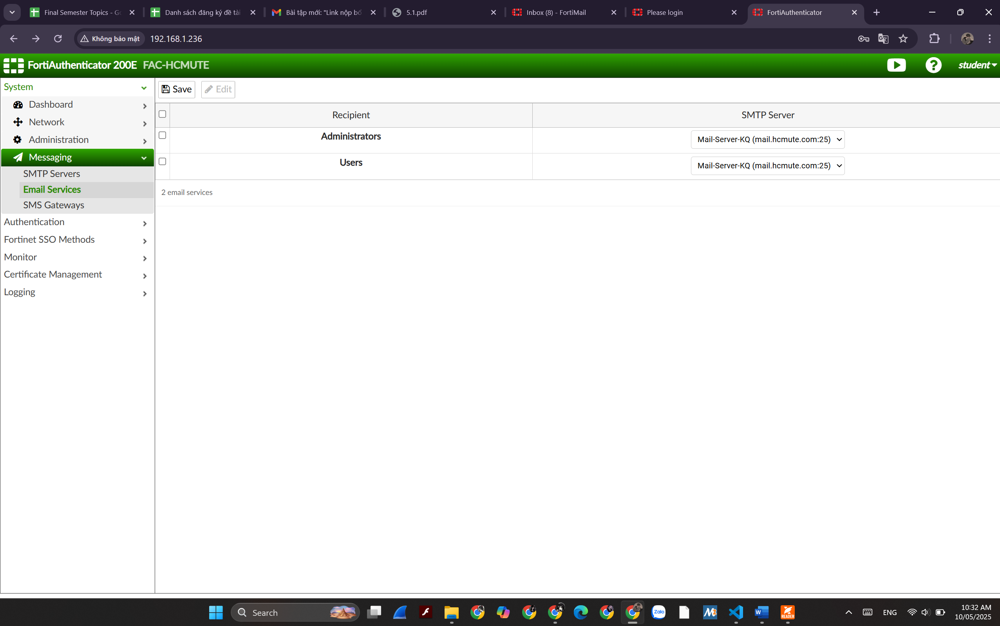 Final Semester Topics - Go
Danh sách đăng ký đề tài
Bài tập mới: "Link nộp bổ
5.1.pdf
Inbox (8) - FortiMail
Please login
FortiAuthenticator
Không bảo mật
192.168.1.236
FortiAuthenticator 200E FAC-HCMUTE
student
System
Dashboard
Network
Administration
Messaging
SMTP Servers
Email Services
SMS Gateways
Authentication
Fortinet SSO Methods
Monitor
Certificate Management
Logging
Save
Edit
Recipient
SMTP Server
Administrators
Mail-Server-KQ (mail.hcmute.com:25)
Users
Mail-Server-KQ (mail.hcmute.com:25)
2 email services
Search
Zalo
READER
ENG
10:32 AM
10/05/2025